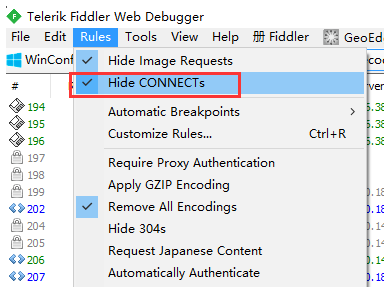 Telerik Fiddler Web Debugger
File Edit Rules Tools View Help 册 Fiddler GeoEd
WinConf
Hide Image Requests
Hide CONNECTs
Automatic Breakpoints
Customize Rules... Ctrl+R
Require Proxy Authentication
Apply GZIP Encoding
Remove All Encodings
Hide 304s
Request Japanese Content
Automatically Authenticate
#
194
195
196
197
198
199
202
204
205
206
207